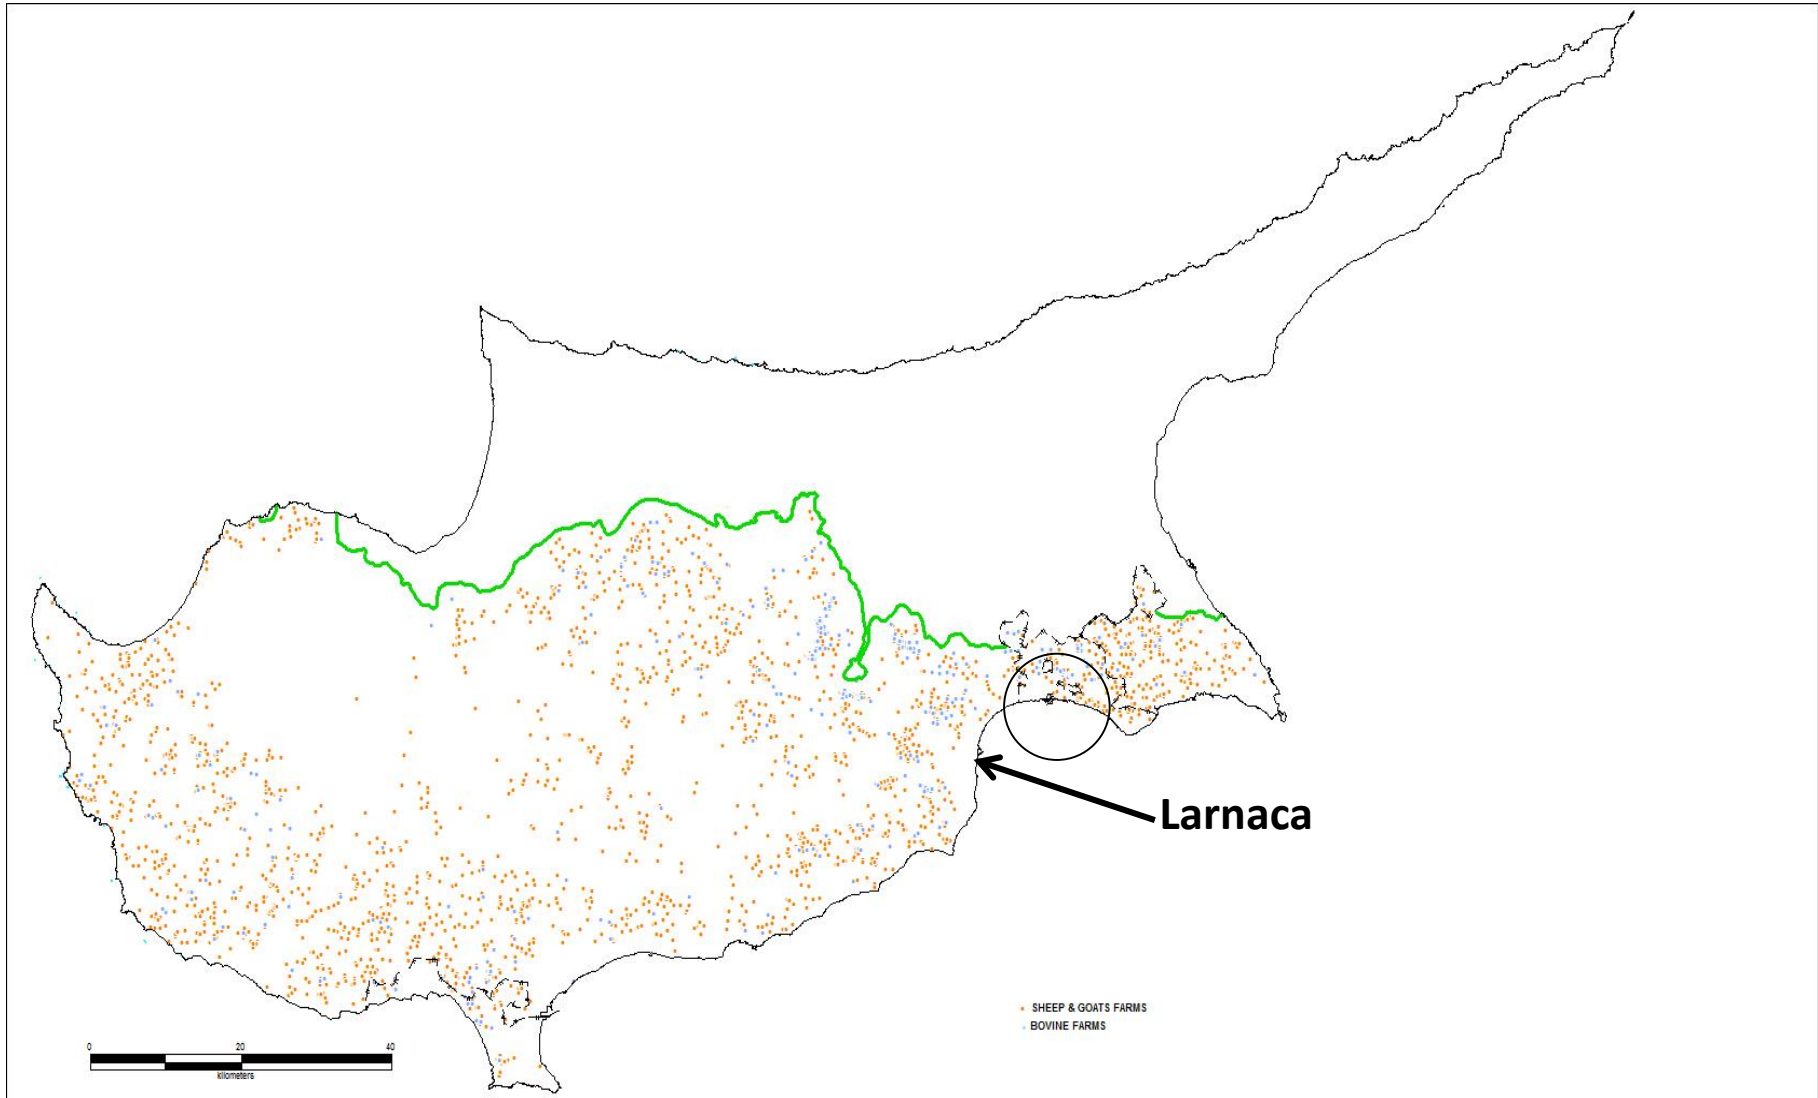 Larnaca
SHEEP & GOATS FARMS
BOVINE FARMS
0 20 40
kilometers